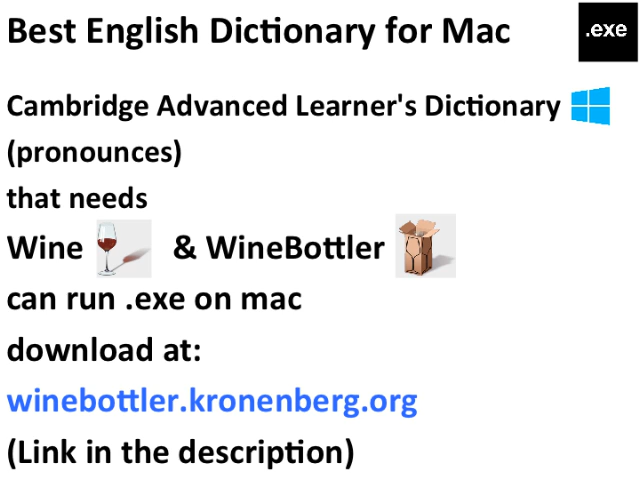 Best English Dictionary for Mac
.exe
Cambridge Advanced Learner's Dictionary
(pronounces)
that needs
Wine & WineBottler
can run .exe on mac
download at:
winebottler.kronenberg.org
(Link in the description)